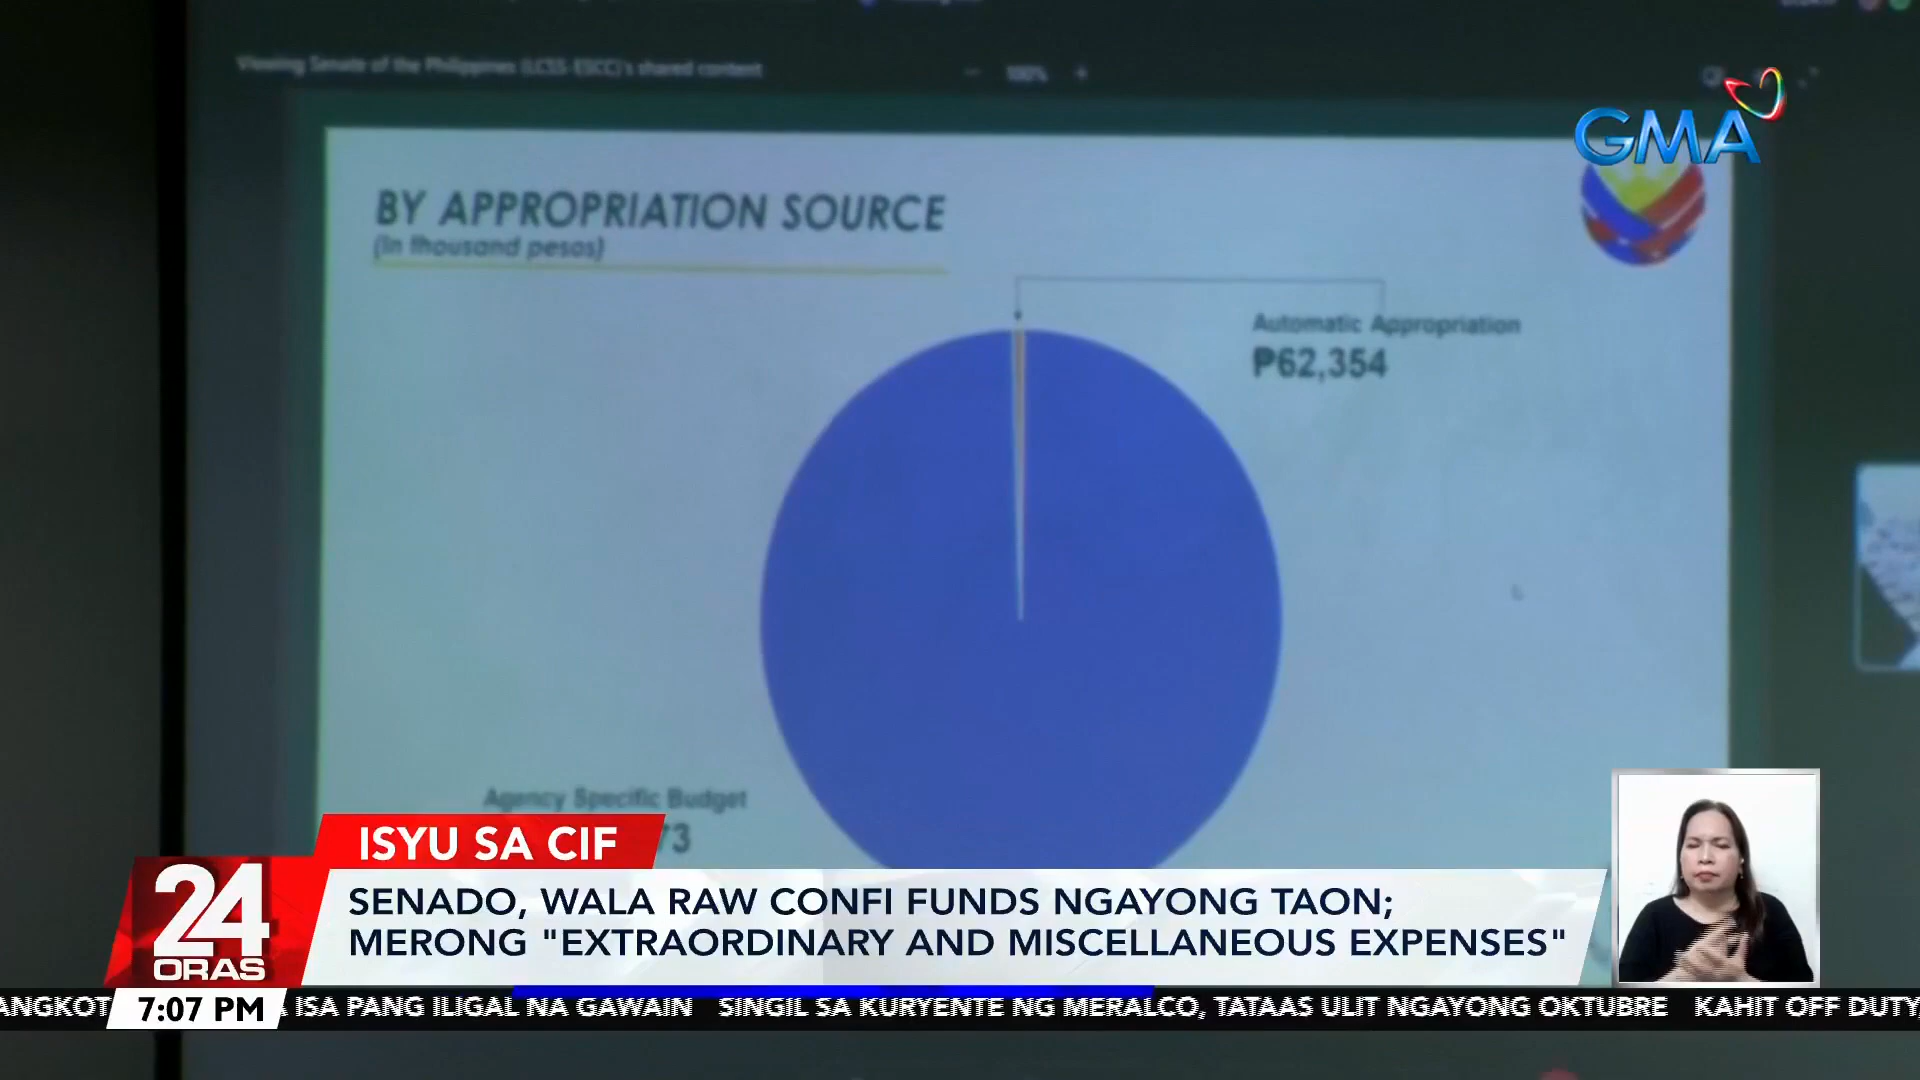 Viewing Senate of the Philippines (LCSS-ESCC)'s shared content
100%
GMA
BY APPROPRIATION SOURCE
(In thousand pesos)
Automatic Appropriation
₱62,354
Agency Specific Budget
73
ISYU SA CIF
24
ORAS
SENADO, WALA RAW CONFI FUNDS NGAYONG TAON;
MERONG "EXTRAORDINARY AND MISCELLANEOUS EXPENSES"
7:07 PM
ANGKOT A ISA PANG ILIGAL NA GAWAIN SINGIL SA KURYENTE NG MERALCO, TATAAS ULIT NGAYONG OKTUBRE KAHIT OFF DUTY,